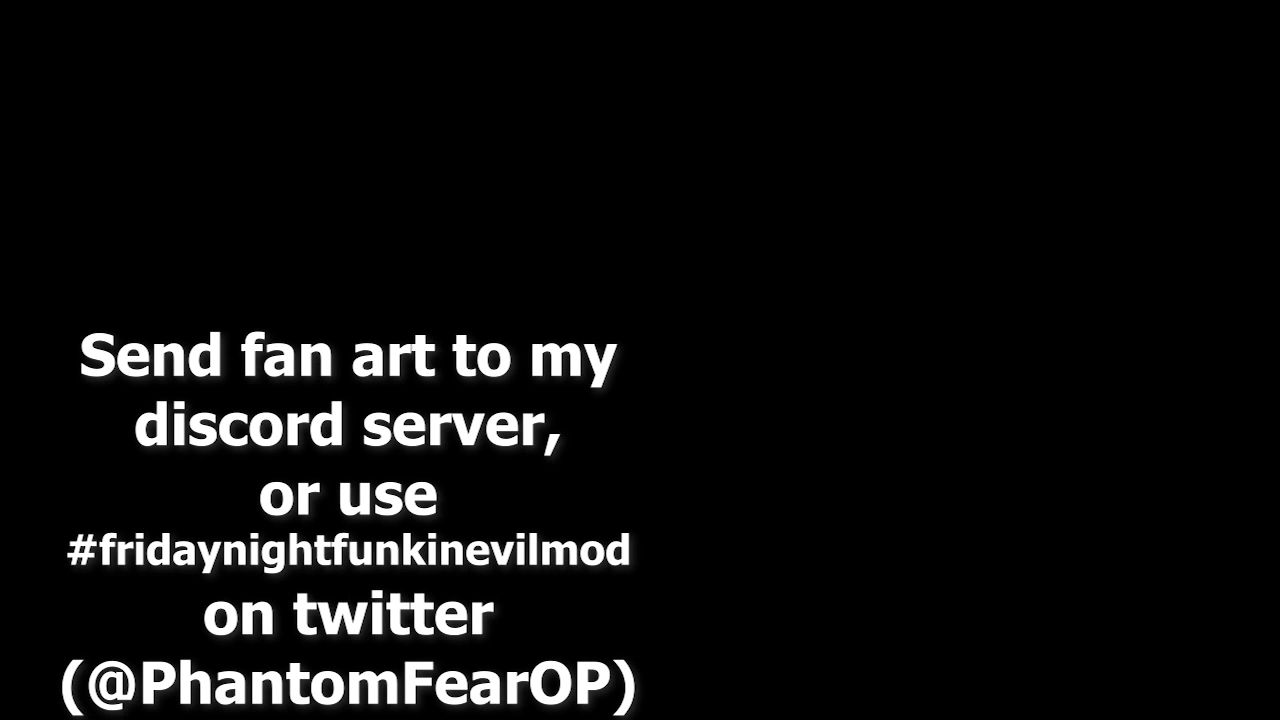 Send fan art to my
discord server,
or use
#fridaynightfunkinevilmod
on twitter
(@PhantomFearOP)